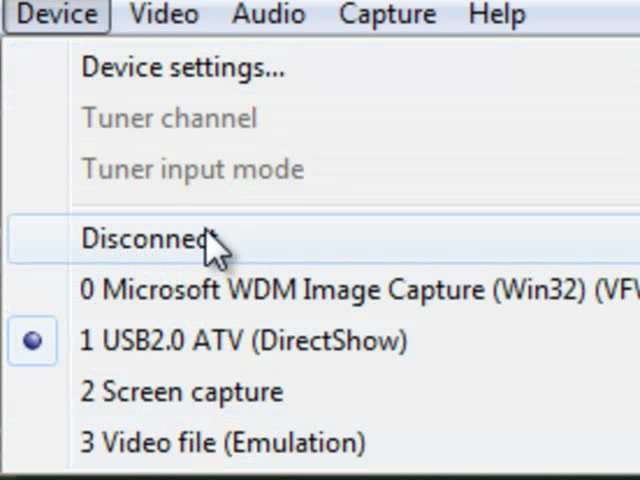 Device Video Audio Capture Help
Device settings...
Tuner channel
Tuner input mode
Disconnect
0 Microsoft WDM Image Capture (Win32) (VFW
1 USB2.0 ATV (DirectShow)
2 Screen capture
3 Video file (Emulation)